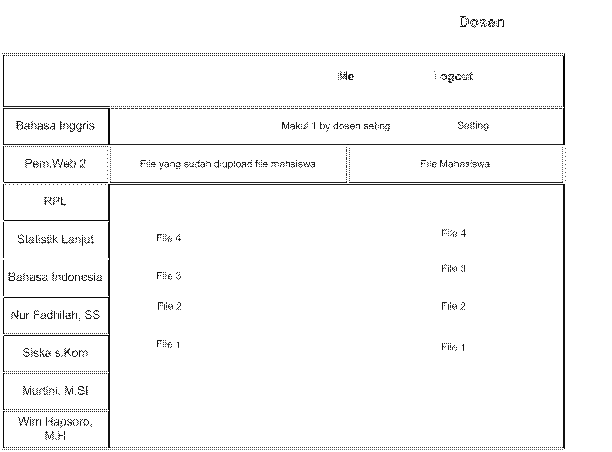 Dosen
Me Logout
Bahasa Inggris
Makul 1 by dosen seting Setting
Pem.Web 2
File yang sudah diupload file mahsiswa
File Mahasiswa
RPL
Statistik Lanjut
File 4 File 4
Bahasa Indonesia
File 3 File 3
Nur Fadhilah, SS
File 2 File 2
Siska s.Kom
File 1 File 1
Murtini, M.SI
Wim Hapsoro,
M.H